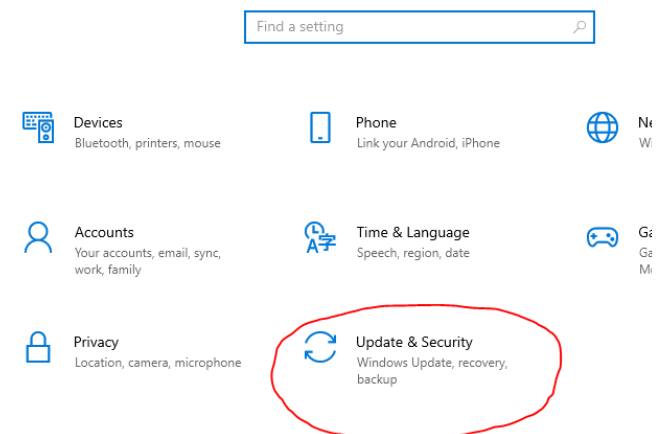 Find a setting
Devices
Bluetooth, printers, mouse
Phone
Link your Android, iPhone
Accounts
Your accounts, email, sync,
work, family
Time & Language
Speech, region, date
Privacy
Location, camera, microphone
Update & Security
Windows Update, recovery,
backup